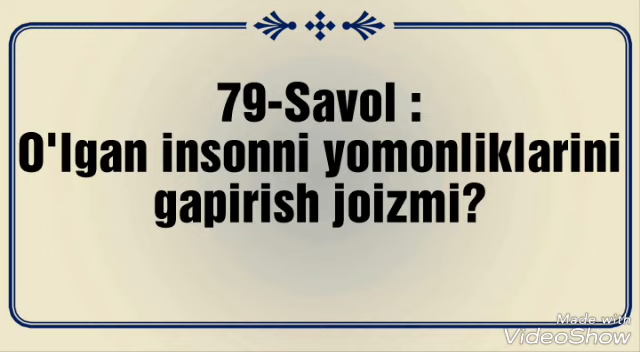 79-Savol :
O'lgan insonni yomonliklarini
gapirish joizmi?
Made with
VideoShow